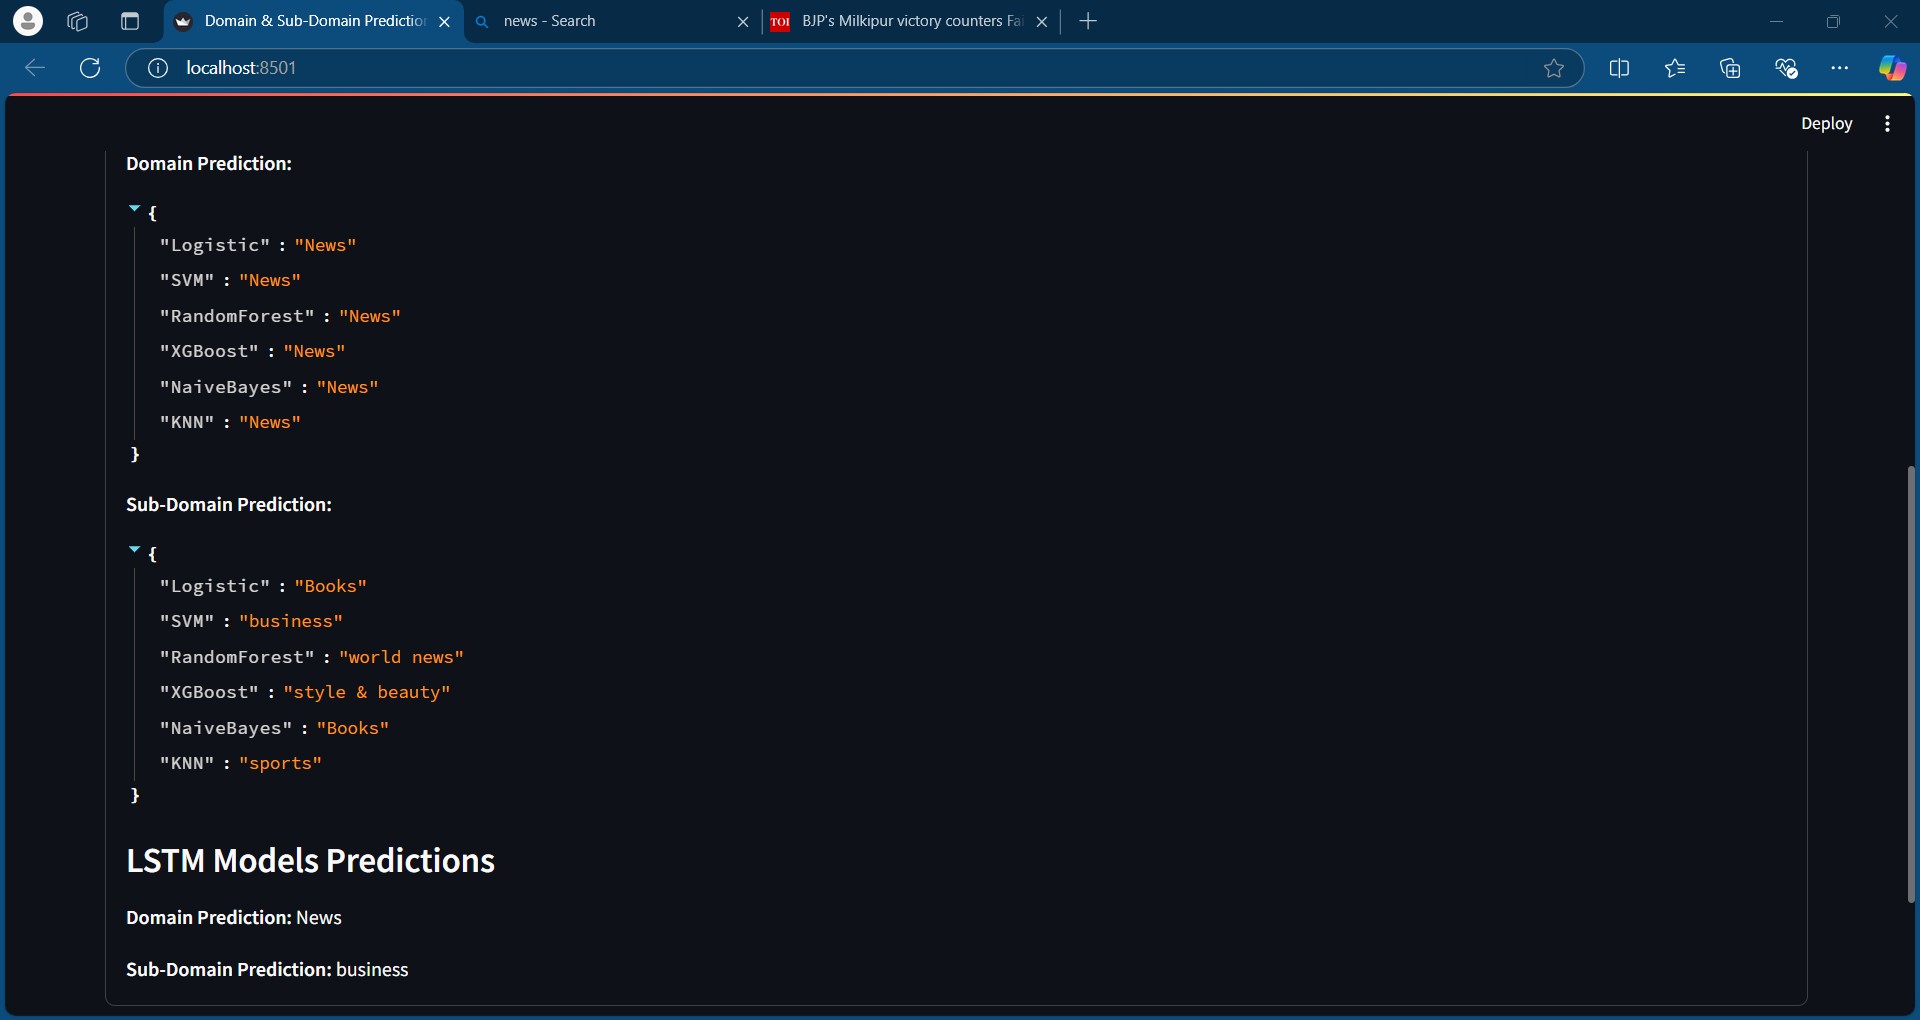 Domain & Sub-Domain Prediction
news - Search
TOI BJP's Milkipur victory counters Fai
localhost:8501
Deploy
Domain Prediction:
{
"Logistic" : "News"
"SVM" : "News"
"RandomForest" : "News"
"XGBoost" : "News"
"NaiveBayes" : "News"
"KNN" : "News"
}
Sub-Domain Prediction:
{
"Logistic" : "Books"
"SVM" : "business"
"RandomForest" : "world news"
"XGBoost" : "style & beauty"
"NaiveBayes" : "Books"
"KNN" : "sports"
}
LSTM Models Predictions
Domain Prediction: News
Sub-Domain Prediction: business